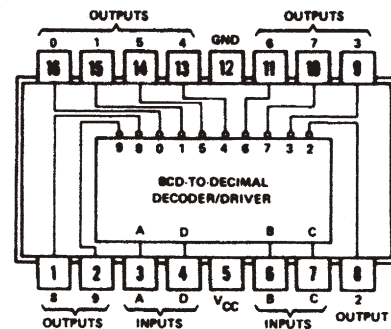 OUTPUTS OUTPUTS
0 1 5 4 GND 6 7 3
16 15 14 13 12 11 10 9
9 8 0 1 5 4 6 7 3 2
BCD-TO-DECIMAL
DECODER/DRIVER
A D B C
1 2 3 4 5 6 7 8
8 9 A D VCC B C 2
OUTPUTS INPUTS INPUTS OUTPUT